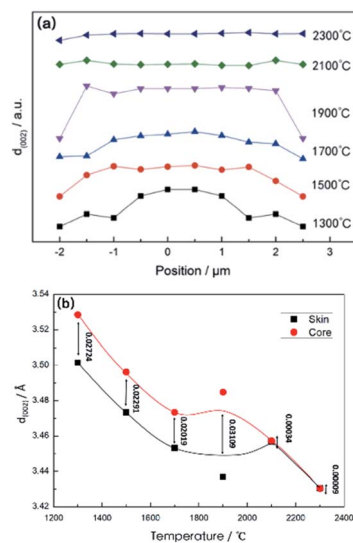 (a)
d(002) / a.u.
2300°C
2100°C
1900°C
1700°C
1500°C
1300°C
-2 -1 0 1 2 3
Position / μm
(b)
Skin
Core
d(002)/ Å
3.54
3.52
3.50
3.48
3.46
3.44
3.42
0.02724
0.02291
0.02019
0.03109
0.00034
0.00009
1200 1400 1600 1800 2000 2200 2400
Temperature / °C